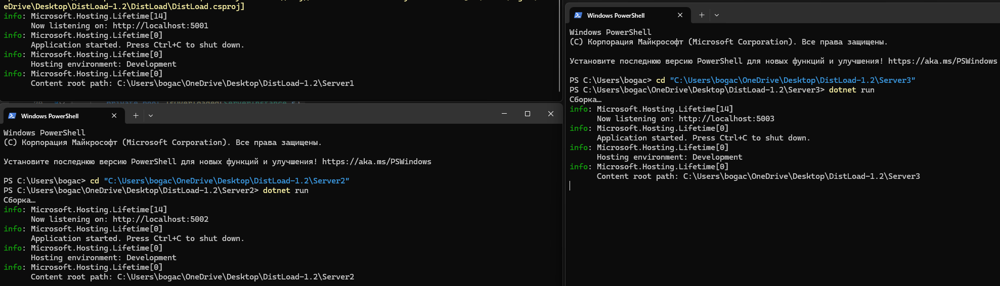 eDrive\Desktop\DistLoad-1.2\DistLoad\DistLoad.csproj]
info: Microsoft.Hosting.Lifetime[14]
      Now listening on: http://localhost:5001
info: Microsoft.Hosting.Lifetime[0]
      Application started. Press Ctrl+C to shut down.
info: Microsoft.Hosting.Lifetime[0]
      Hosting environment: Development
info: Microsoft.Hosting.Lifetime[0]
      Content root path: C:\Users\bogac\OneDrive\Desktop\DistLoad-1.2\Server1
Windows PowerShell
Windows PowerShell
(C) Корпорация Майкрософт (Microsoft Corporation). Все права защищены.
Установите последнюю версию PowerShell для новых функций и улучшения! https://aka.ms/PSWindows
PS C:\Users\bogac> cd "C:\Users\bogac\OneDrive\Desktop\DistLoad-1.2\Server2"
PS C:\Users\bogac\OneDrive\Desktop\DistLoad-1.2\Server2> dotnet run
Сборка…
info: Microsoft.Hosting.Lifetime[14]
      Now listening on: http://localhost:5002
info: Microsoft.Hosting.Lifetime[0]
      Application started. Press Ctrl+C to shut down.
info: Microsoft.Hosting.Lifetime[0]
      Hosting environment: Development
info: Microsoft.Hosting.Lifetime[0]
      Content root path: C:\Users\bogac\OneDrive\Desktop\DistLoad-1.2\Server2
Windows PowerShell
Windows PowerShell
(C) Корпорация Майкрософт (Microsoft Corporation). Все права защищены.
Установите последнюю версию PowerShell для новых функций и улучшения! https://aka.ms/PSWindows
PS C:\Users\bogac> cd "C:\Users\bogac\OneDrive\Desktop\DistLoad-1.2\Server3"
PS C:\Users\bogac\OneDrive\Desktop\DistLoad-1.2\Server3> dotnet run
Сборка…
info: Microsoft.Hosting.Lifetime[14]
      Now listening on: http://localhost:5003
info: Microsoft.Hosting.Lifetime[0]
      Application started. Press Ctrl+C to shut down.
info: Microsoft.Hosting.Lifetime[0]
      Hosting environment: Development
info: Microsoft.Hosting.Lifetime[0]
      Content root path: C:\Users\bogac\OneDrive\Desktop\DistLoad-1.2\Server3